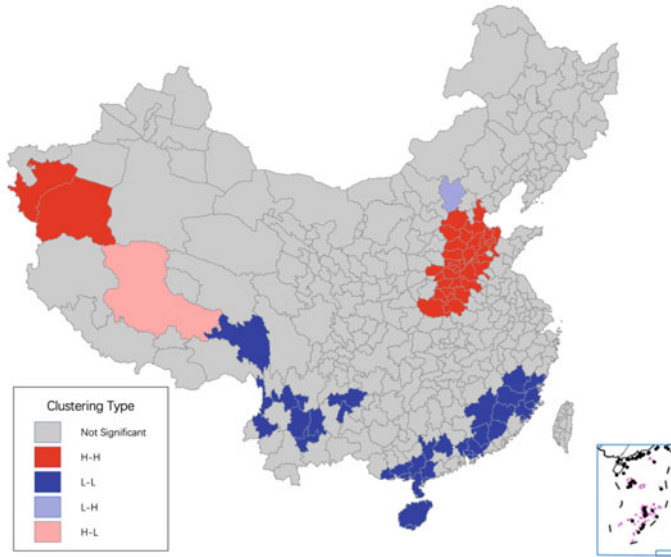 Clustering Type
Not Significant
H-H
L-L
L-H
H-L